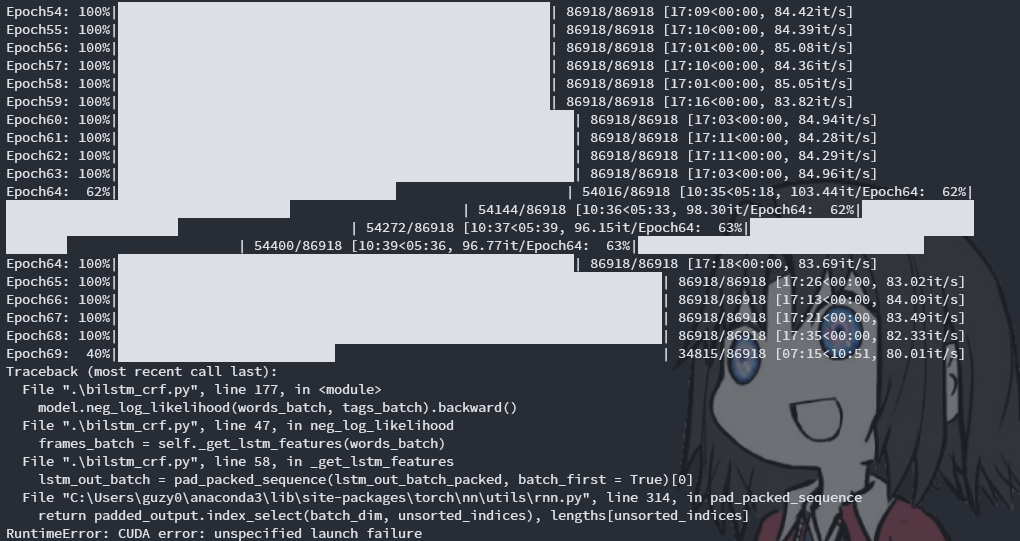 Epoch54: 100%| | 86918/86918 [17:09<00:00, 84.42it/s]
Epoch55: 100%| | 86918/86918 [17:10<00:00, 84.39it/s]
Epoch56: 100%| | 86918/86918 [17:01<00:00, 85.08it/s]
Epoch57: 100%| | 86918/86918 [17:10<00:00, 84.36it/s]
Epoch58: 100%| | 86918/86918 [17:01<00:00, 85.05it/s]
Epoch59: 100%| | 86918/86918 [17:16<00:00, 83.82it/s]
Epoch60: 100%| | 86918/86918 [17:03<00:00, 84.94it/s]
Epoch61: 100%| | 86918/86918 [17:11<00:00, 84.28it/s]
Epoch62: 100%| | 86918/86918 [17:11<00:00, 84.29it/s]
Epoch63: 100%| | 86918/86918 [17:03<00:00, 84.96it/s]
Epoch64:  62%| | 54016/86918 [10:35<05:18, 103.44it/Epoch64:  62%|
| 54144/86918 [10:36<05:33, 98.30it/Epoch64:  62%|
| 54272/86918 [10:37<05:39, 96.15it/Epoch64:  63%|
| 54400/86918 [10:39<05:36, 96.77it/Epoch64:  63%|
Epoch64: 100%| | 86918/86918 [17:18<00:00, 83.69it/s]
Epoch65: 100%| | 86918/86918 [17:26<00:00, 83.02it/s]
Epoch66: 100%| | 86918/86918 [17:13<00:00, 84.09it/s]
Epoch67: 100%| | 86918/86918 [17:21<00:00, 83.49it/s]
Epoch68: 100%| | 86918/86918 [17:35<00:00, 82.33it/s]
Epoch69:  40%| | 34815/86918 [07:15<10:51, 80.01it/s]
Traceback (most recent call last):
  File ".\bilstm_crf.py", line 177, in <module>
    model.neg_log_likelihood(words_batch, tags_batch).backward()
  File ".\bilstm_crf.py", line 47, in neg_log_likelihood
    frames_batch = self._get_lstm_features(words_batch)
  File ".\bilstm_crf.py", line 58, in _get_lstm_features
    lstm_out_batch = pad_packed_sequence(lstm_out_batch_packed, batch_first = True)[0]
  File "C:\Users\guzy0\anaconda3\lib\site-packages\torch\nn\utils\rnn.py", line 314, in pad_packed_sequence
    return padded_output.index_select(batch_dim, unsorted_indices), lengths[unsorted_indices]
RuntimeError: CUDA error: unspecified launch failure